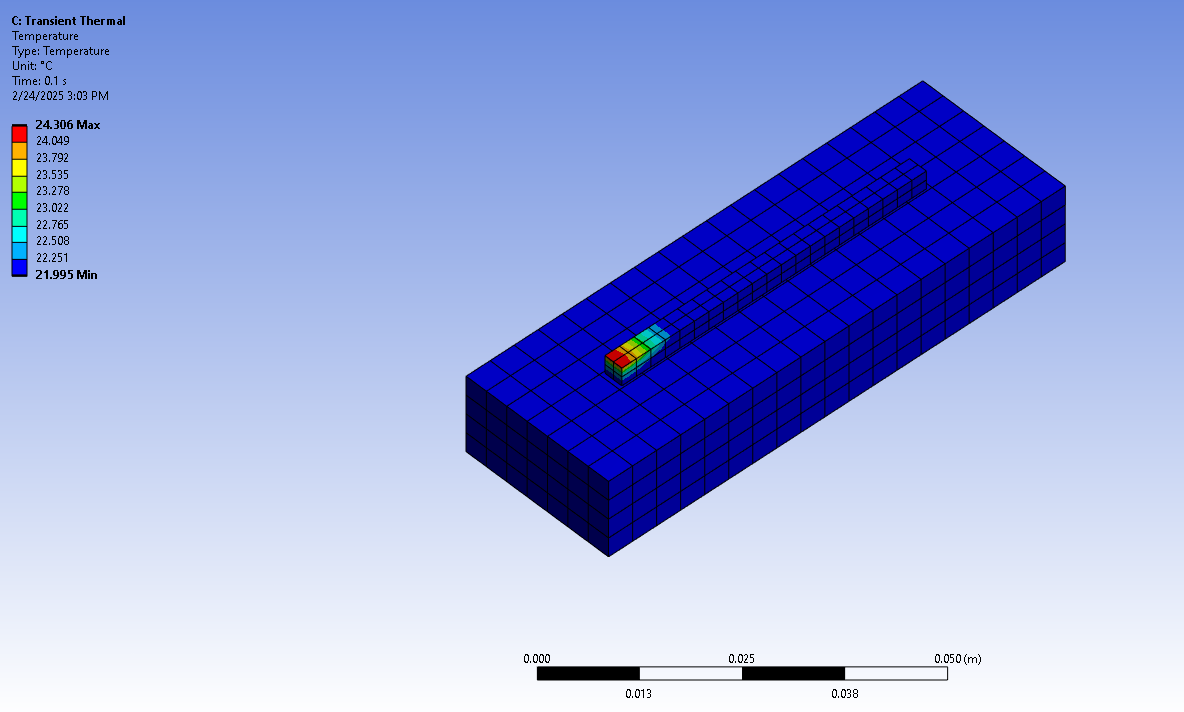 C: Transient Thermal
Temperature
Type: Temperature
Unit: °C
Time: 0.1 s
2/24/2025 3:03 PM
24.306 Max
24.049
23.792
23.535
23.278
23.022
22.765
22.508
22.251
21.995 Min
0.000
0.025
0.050 (m)
0.013
0.038